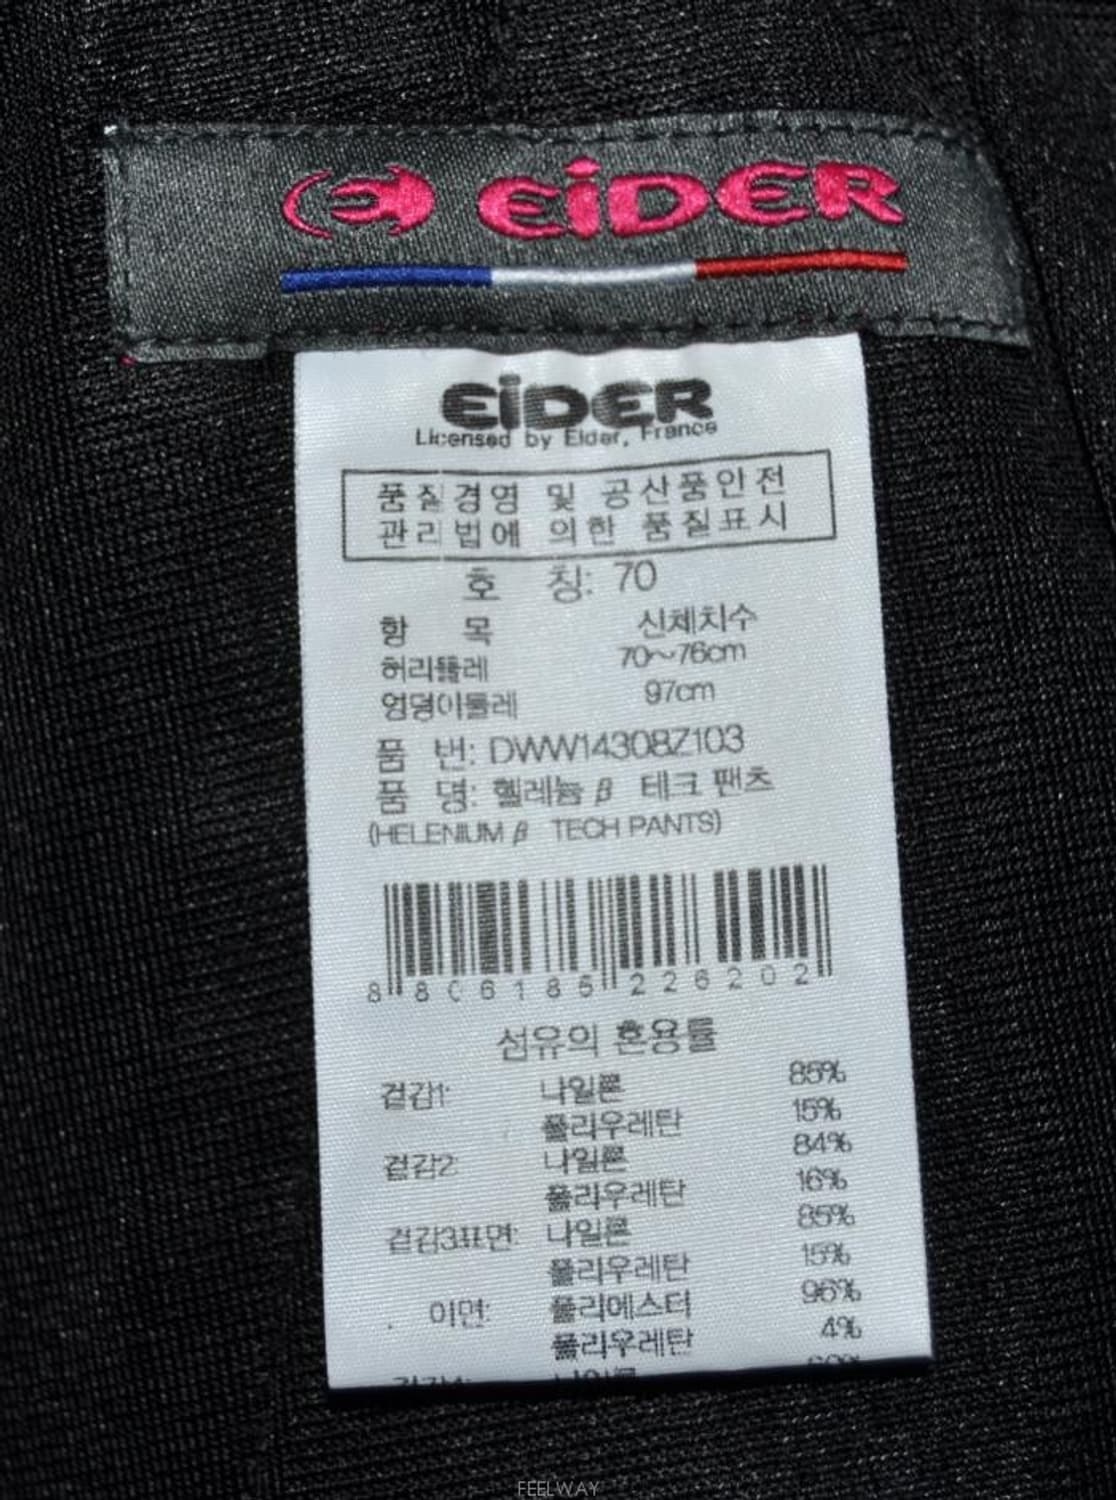 EiDER
EiDER
Licensed by Eider, France
품질경영 및 공산품안전
관리법에 의한 품질표시
호 칭: 70
항 목 신체치수
허리둘레 70~76cm
엉덩이둘레 97cm
품 번: DWW14308Z103
품 명: 헬레늄 β 테크 팬츠
(HELENIUM β TECH PANTS)
8 806185 226202
섬유의 혼용률
겉감1: 나일론 85%
폴리우레탄 15%
겉감2: 나일론 84%
폴리우레탄 16%
겉감3표면: 나일론 85%
폴리우레탄 15%
이면: 폴리에스터 96%
폴리우레탄 4%
FEELWAY